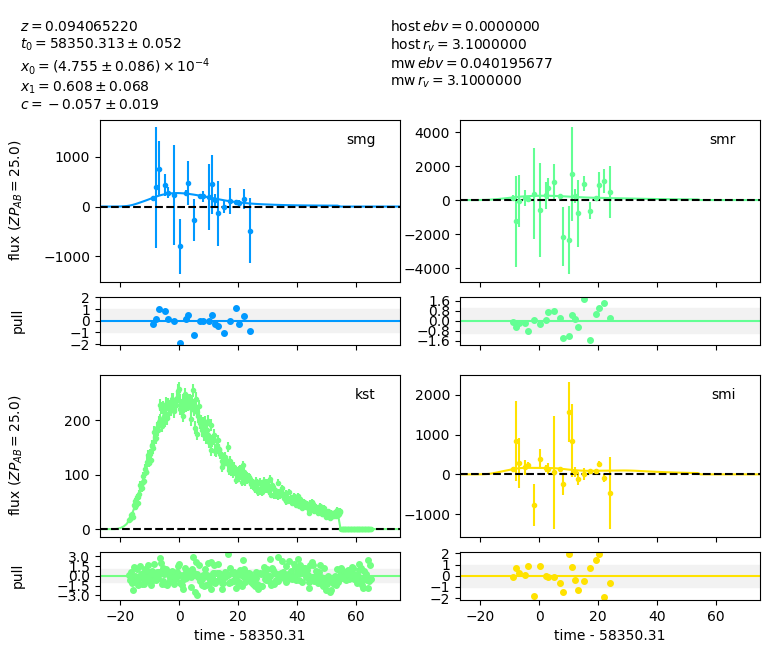 z = 0.094065220
t₀ = 58350.313 ± 0.052
x₀ = (4.755 ± 0.086) × 10⁻⁴
x₁ = 0.608 ± 0.068
c = −0.057 ± 0.019
host ebv = 0.0000000
host r_v = 3.1000000
mw ebv = 0.040195677
mw r_v = 3.1000000
flux (ZP_AB = 25.0)
smg
1000
0
−1000
smr
4000
2000
0
−2000
−4000
pull
2
1
0
−1
−2
1.6
0.8
0.0
−0.8
−1.6
flux (ZP_AB = 25.0)
kst
200
100
0
smi
2000
1000
0
−1000
pull
3.0
1.5
0.0
−1.5
−3.0
2
1
0
−1
−2
−20 0 20 40 60
−20 0 20 40 60
time - 58350.31
time - 58350.31